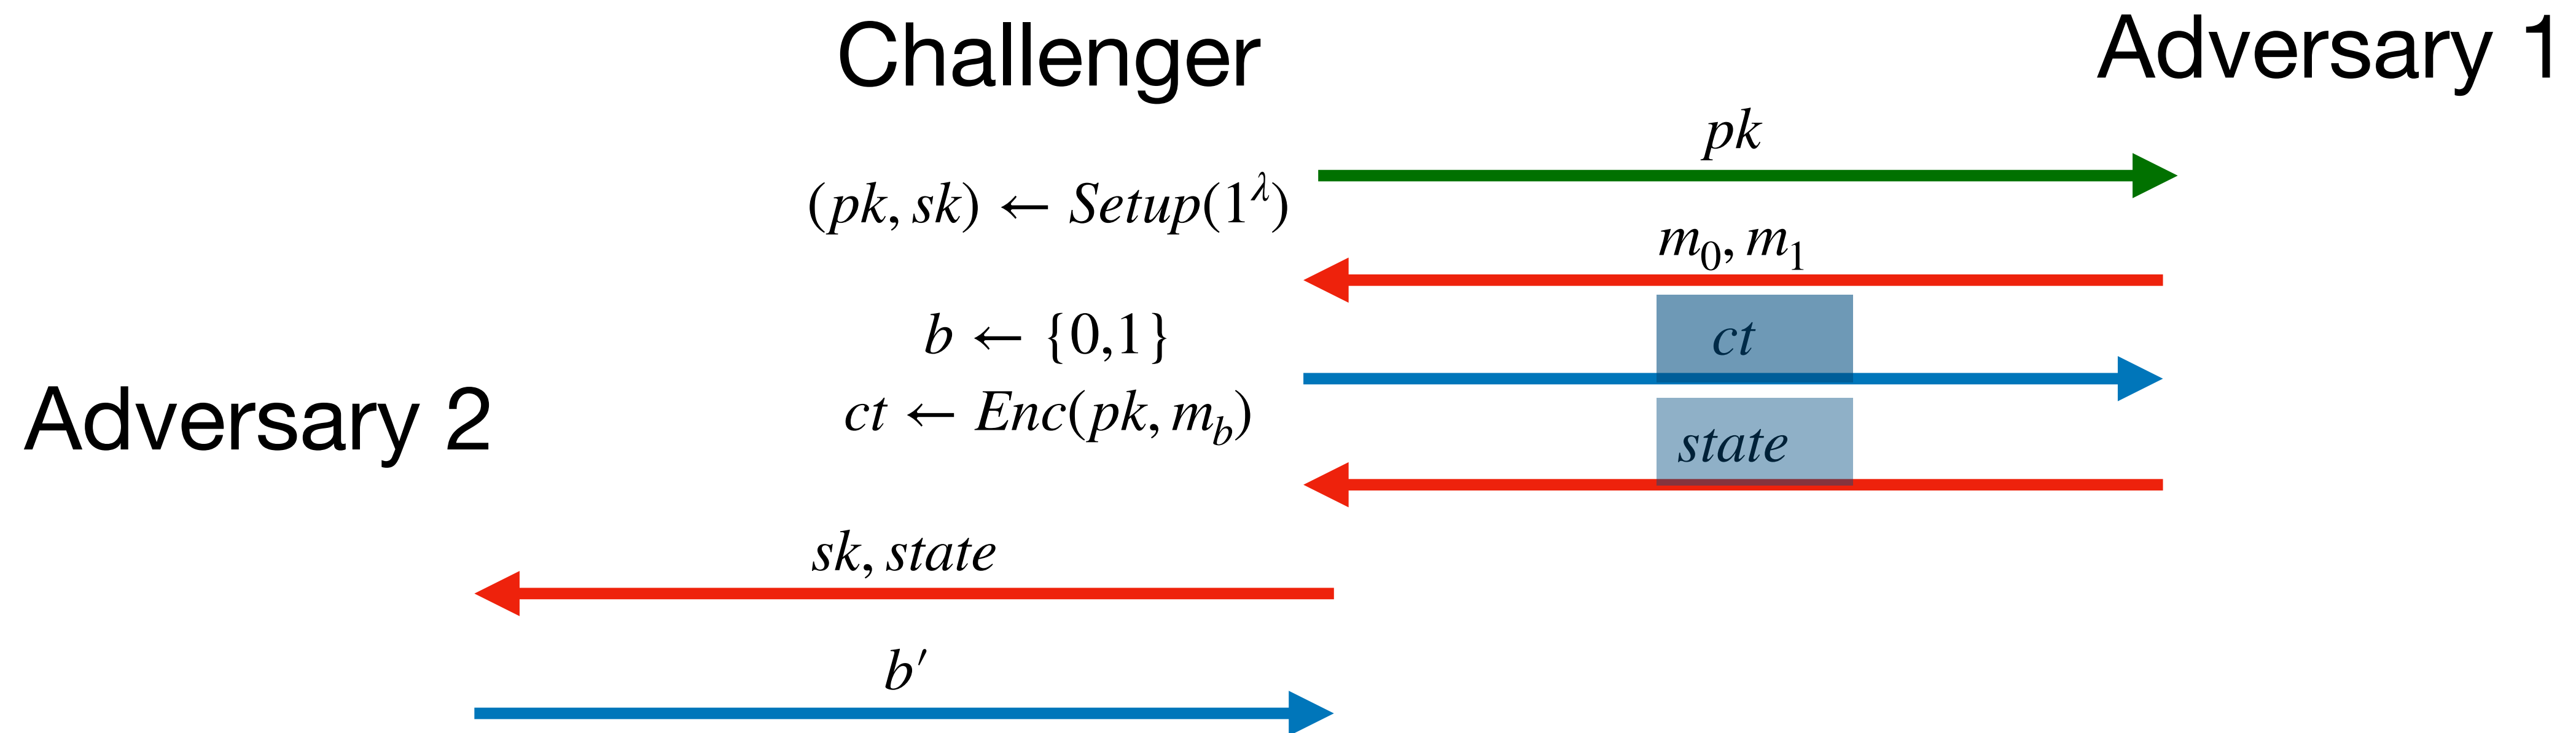 Challenger
Adversary 1
pk
(pk, sk) ← Setup(1^λ)
m_0, m_1
b ← {0,1}
ct
Adversary 2
ct ← Enc(pk, m_b)
state
sk, state
b′